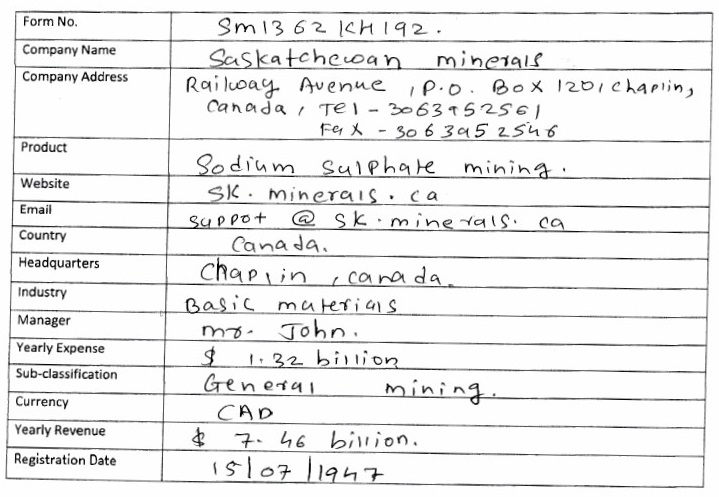 Form No. Sm1362KH192.
Company Name Saskatchewan minerals
Company Address Railway Avenue, P.O. Box 1201 chaplin,
Canada, Tel - 3063952561
Fax - 3063952546
Product Sodium sulphate mining.
Website SK.minerals.ca
Email suppot@sk.minerals.ca
Country Canada.
Headquarters Chaplin, canada.
Industry Basic materials
Manager mr. John.
Yearly Expense $ 1.32 billion
Sub-classification General mining.
Currency CAD
Yearly Revenue $ 7.46 billion.
Registration Date 15/07/1947